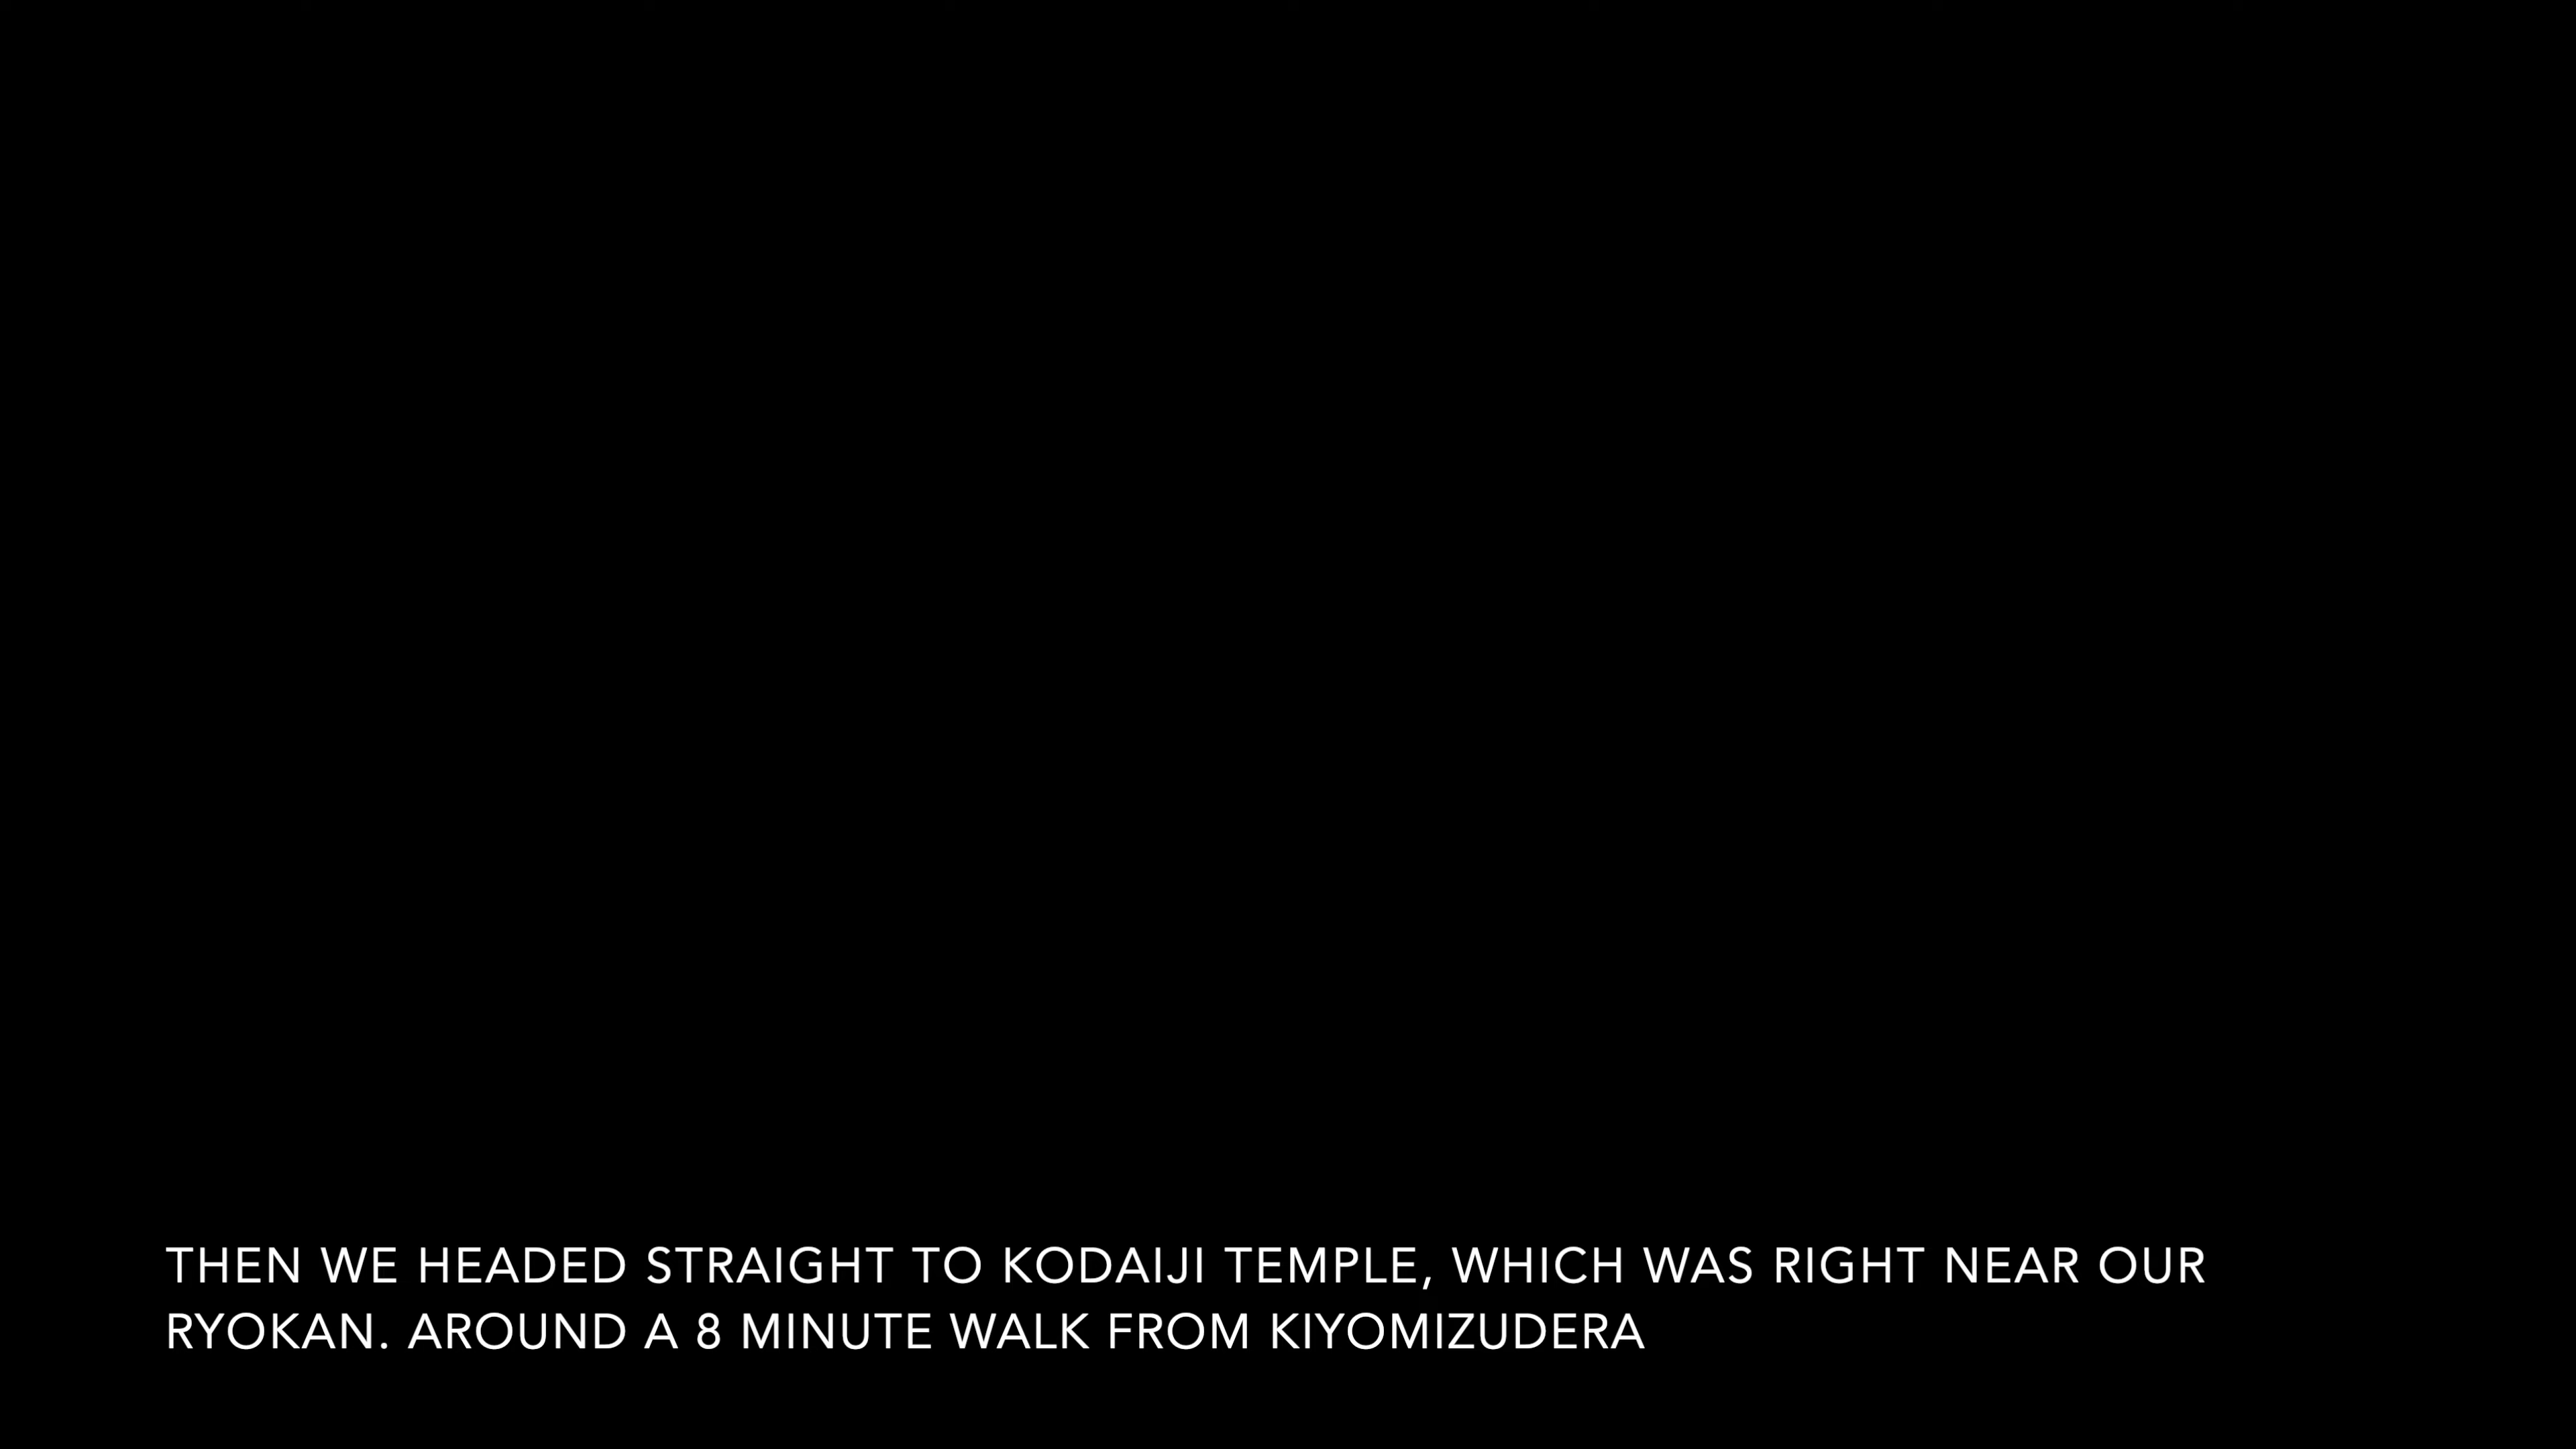 THEN WE HEADED STRAIGHT TO KODAIJI TEMPLE, WHICH WAS RIGHT NEAR OUR
RYOKAN. AROUND A 8 MINUTE WALK FROM KIYOMIZUDERA